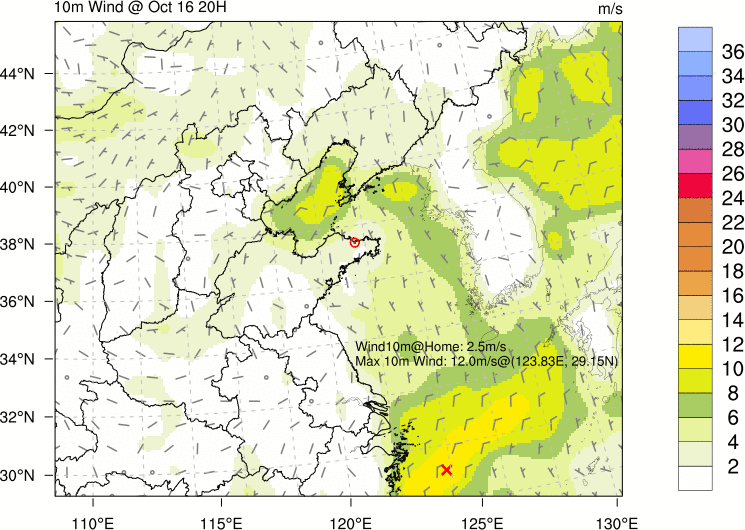 10m Wind @ Oct 16 20H
m/s
44°N
42°N
40°N
38°N
36°N
34°N
32°N
30°N
Wind10m@Home: 2.5m/s
Max 10m Wind: 12.0m/s@(123.83E, 29.15N)
110°E
115°E
120°E
125°E
130°E
36
34
32
30
28
26
24
22
20
18
16
14
12
10
8
6
4
2